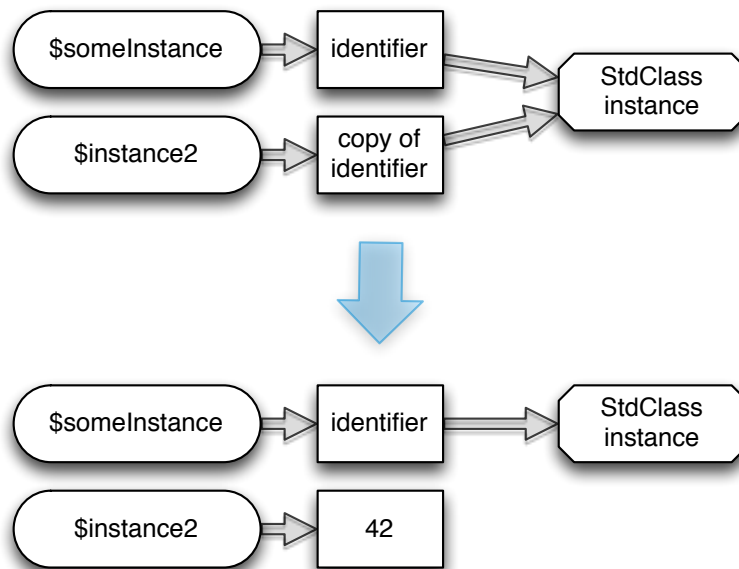 $someInstance
identifier
StdClass
instance
$instance2
copy of
identifier
$someInstance
identifier
StdClass
instance
$instance2
42